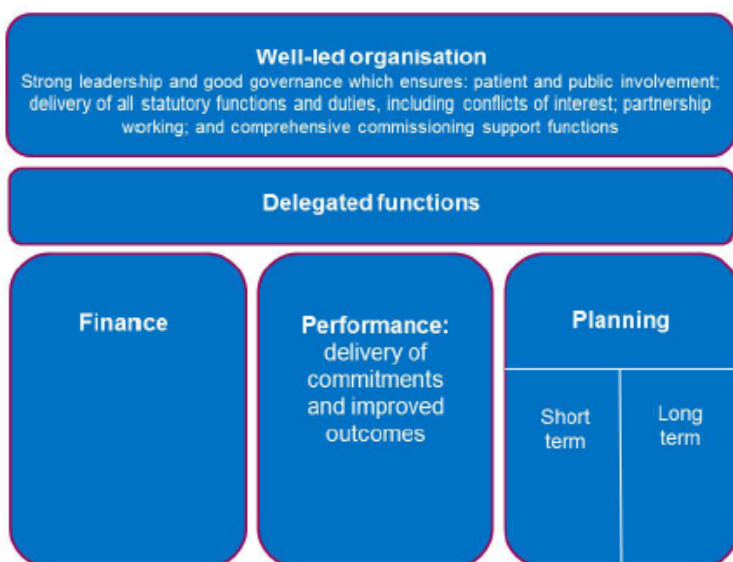 Well-led organisation
Strong leadership and good governance which ensures: patient and public involvement;
delivery of all statutory functions and duties, including conflicts of interest; partnership
working; and comprehensive commissioning support functions
Delegated functions
Finance
Performance:
delivery of
commitments
and improved
outcomes
Planning
Short
term
Long
term